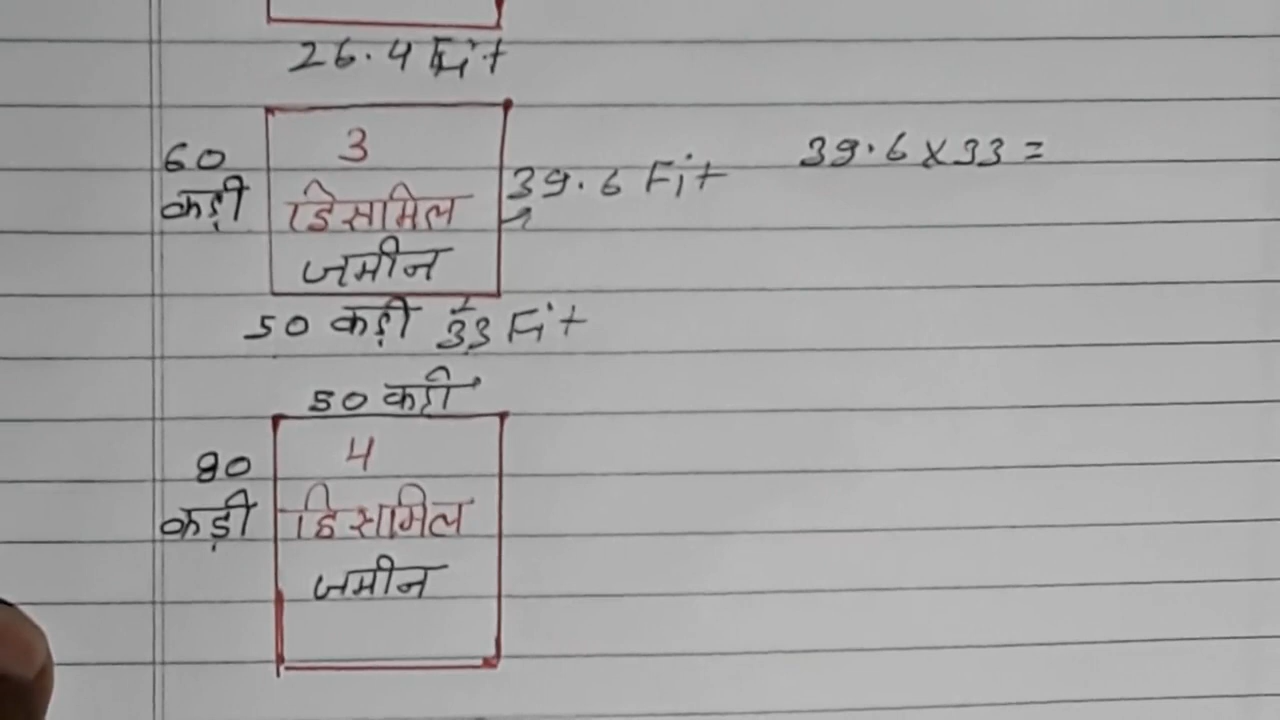 26.4 Fit
60 कड़ी
3 डिसमिल जमीन
39.6 Fit
39.6 x 33 =
50 कड़ी 33 Fit
50 कड़ी
80 कड़ी
4 डिसमिल जमीन